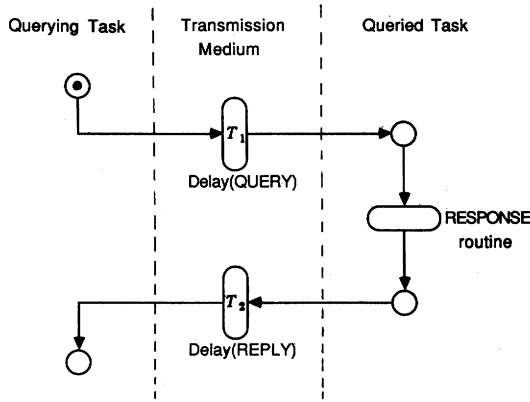 Querying Task
Transmission
Medium
Queried Task
T1
Delay(QUERY)
RESPONSE
routine
T2
Delay(REPLY)